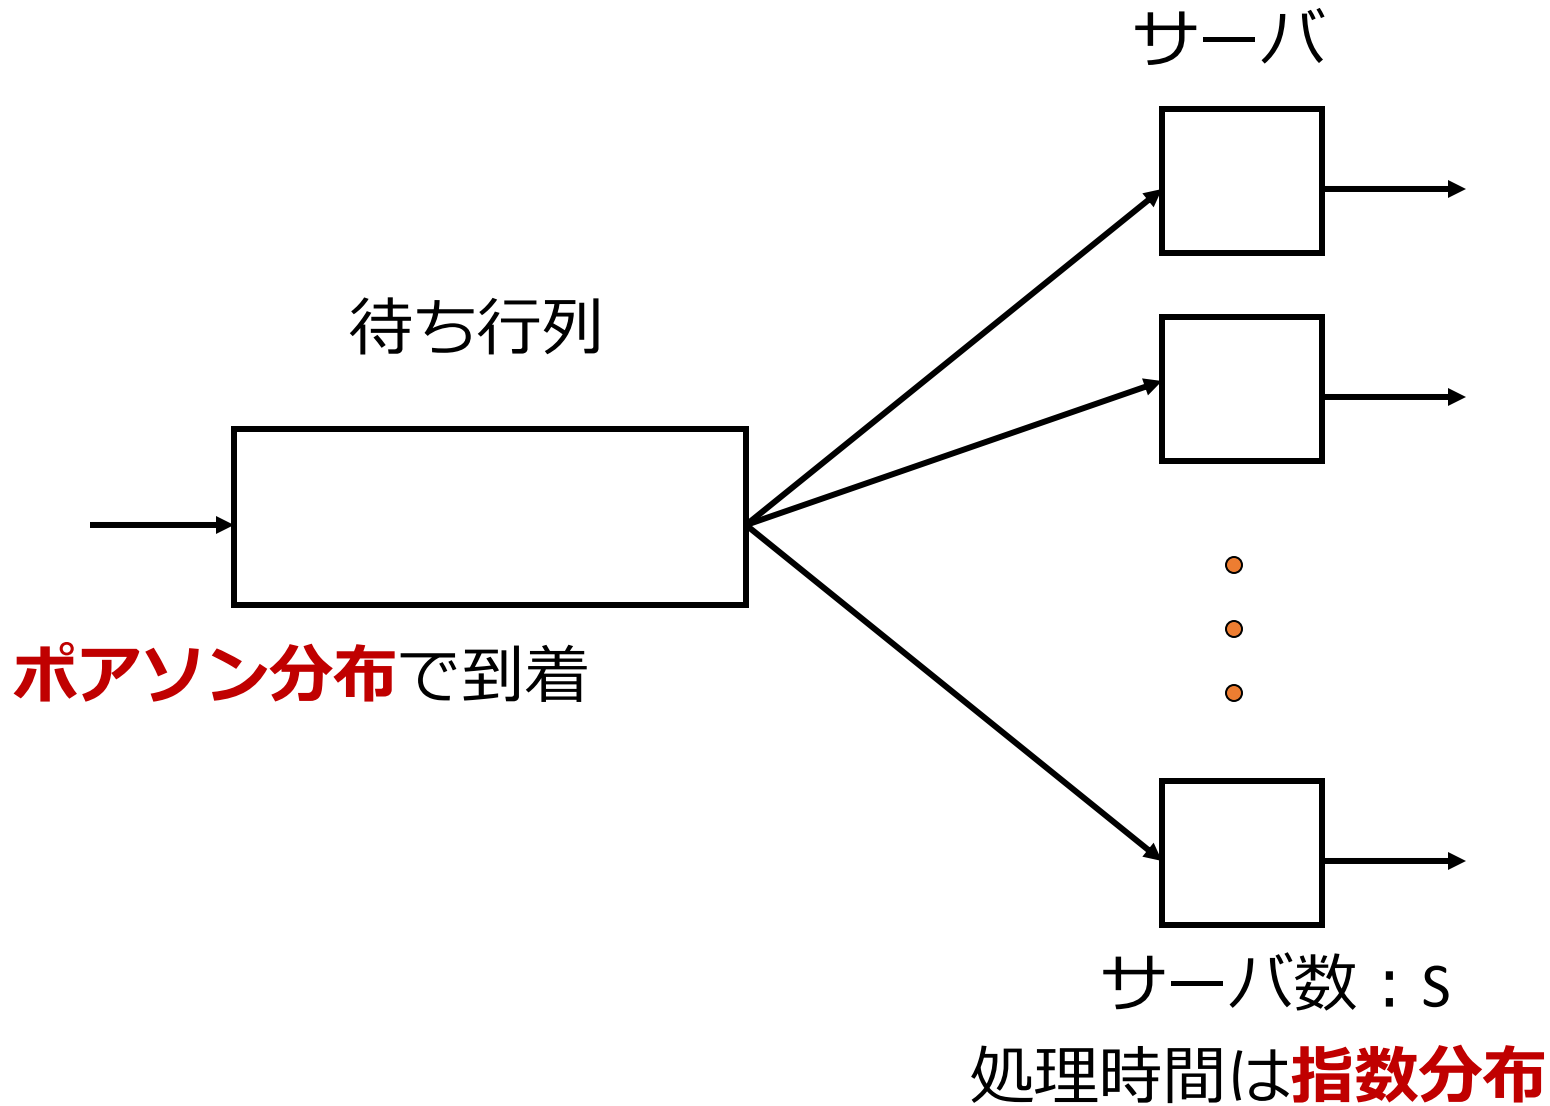 サーバ
待ち行列
ポアソン分布で到着
サーバ数：S
処理時間は指数分布